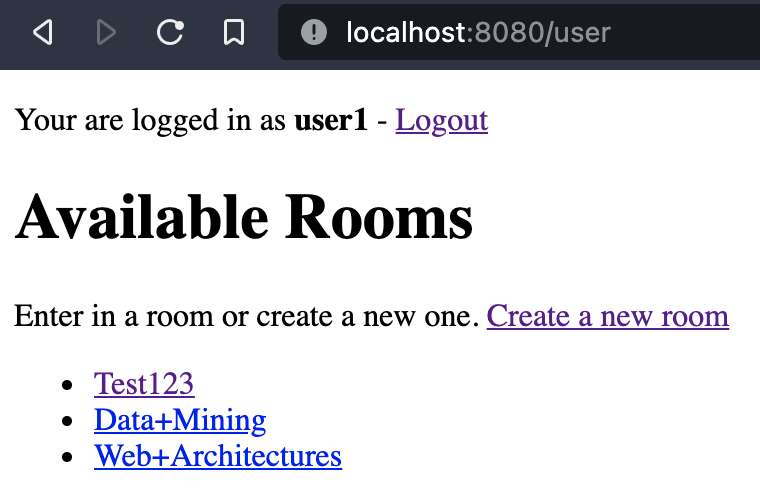 localhost:8080/user
Your are logged in as user1 - Logout
Available Rooms
Enter in a room or create a new one. Create a new room
Test123
Data+Mining
Web+Architectures